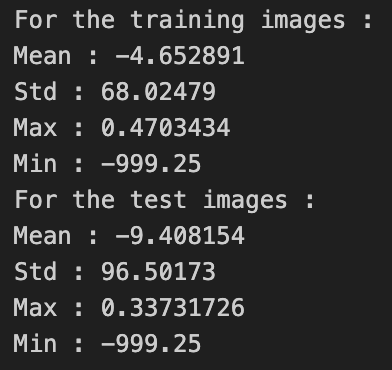 For the training images :
Mean : -4.652891
Std : 68.02479
Max : 0.4703434
Min : -999.25
For the test images :
Mean : -9.408154
Std : 96.50173
Max : 0.33731726
Min : -999.25